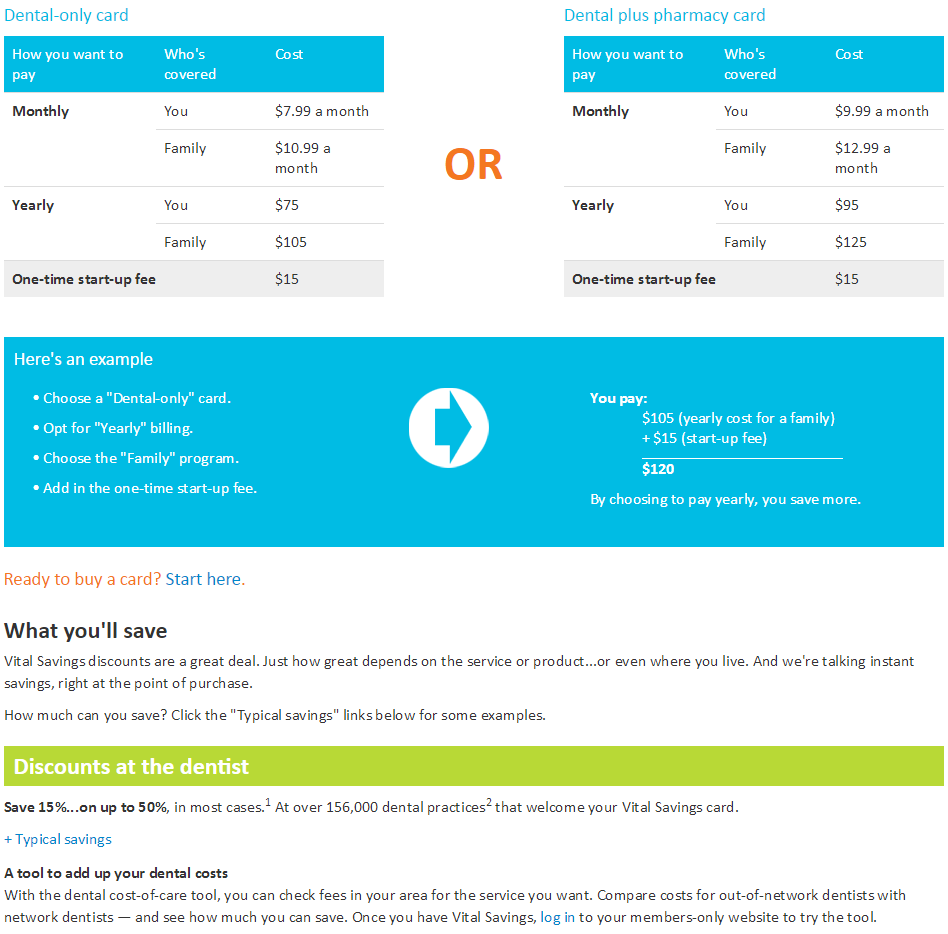 Dental-only card
How you want to pay Who's covered Cost
Monthly You $7.99 a month
Family $10.99 a month
Yearly You $75
Family $105
One-time start-up fee $15
OR
Dental plus pharmacy card
How you want to pay Who's covered Cost
Monthly You $9.99 a month
Family $12.99 a month
Yearly You $95
Family $125
One-time start-up fee $15
Here's an example
• Choose a "Dental-only" card.
• Opt for "Yearly" billing.
• Choose the "Family" program.
• Add in the one-time start-up fee.
You pay:
$105 (yearly cost for a family)
+ $15 (start-up fee)
$120
By choosing to pay yearly, you save more.
Ready to buy a card? Start here.
What you'll save
Vital Savings discounts are a great deal. Just how great depends on the service or product...or even where you live. And we're talking instant
savings, right at the point of purchase.
How much can you save? Click the "Typical savings" links below for some examples.
Discounts at the dentist
Save 15%...on up to 50%, in most cases.1 At over 156,000 dental practices2 that welcome your Vital Savings card.
+ Typical savings
A tool to add up your dental costs
With the dental cost-of-care tool, you can check fees in your area for the service you want. Compare costs for out-of-network dentists with
network dentists — and see how much you can save. Once you have Vital Savings, log in to your members-only website to try the tool.